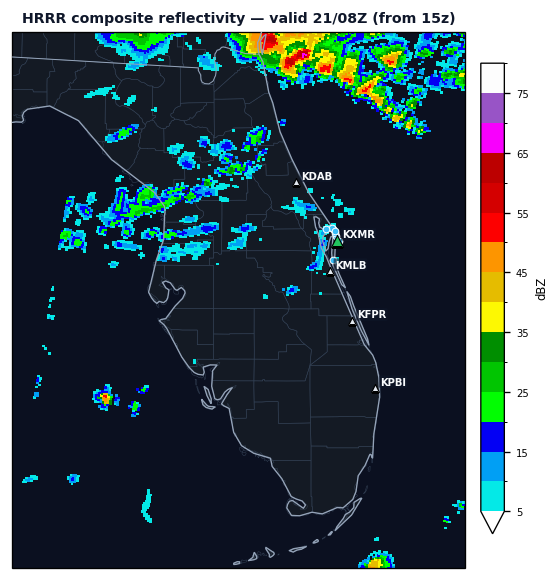 HRRR composite reflectivity — valid 21/08Z (from 15z)
75
65
55
45
35
25
15
5
dBZ
KDAB
KXMR
KMLB
KFPR
KPBI